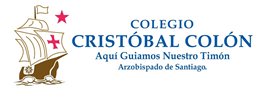 COLEGIO
CRISTÓBAL COLÓN
Aquí Guiamos Nuestro Timón
Arzobispado de Santiago.